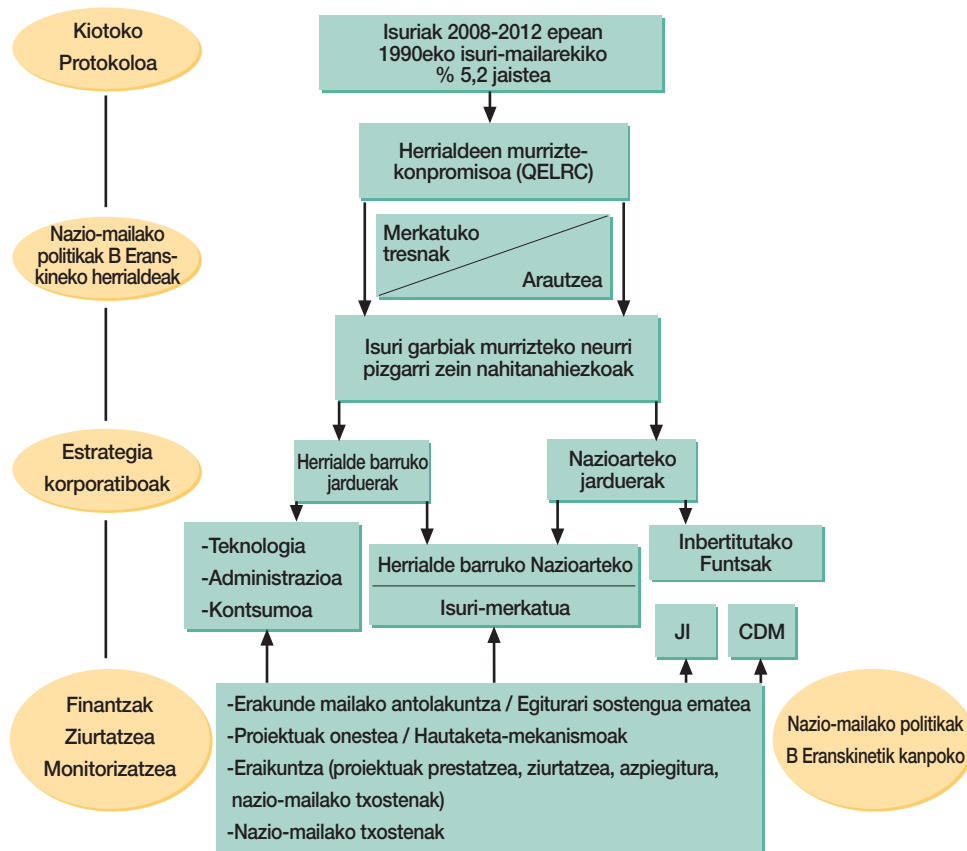 Kiotoko
Protokoloa
Isuriak 2008-2012 epean
1990eko isuri-mailarekiko
% 5,2 jaistea
Herrialdeen murrizte-
konpromisoa (QELRC)
Nazio-mailako
politikak B Erans-
kineko herrialdeak
Merkatuko
tresnak
Arautzea
Isuri garbiak murrizteko neurri
pizgarri zein nahitanahiezkoak
Estrategia
korporatiboak
Herrialde barruko
jarduerak
Nazioarteko
jarduerak
-Teknologia
-Administrazioa
-Kontsumoa
Herrialde barruko Nazioarteko
Isuri-merkatua
Inbertitutako
Funtsak
JI
CDM
Finantzak
Ziurtatzea
Monitorizatzea
-Erakunde mailako antolakuntza / Egiturari sostengua ematea
-Proiektuak onestea / Hautaketa-mekanismoak
-Eraikuntza (proiektuak prestatzea, ziurtatzea, azpiegitura,
nazio-mailako txostenak)
-Nazio-mailako txostenak
Nazio-mailako politikak
B Eranskinetik kanpoko